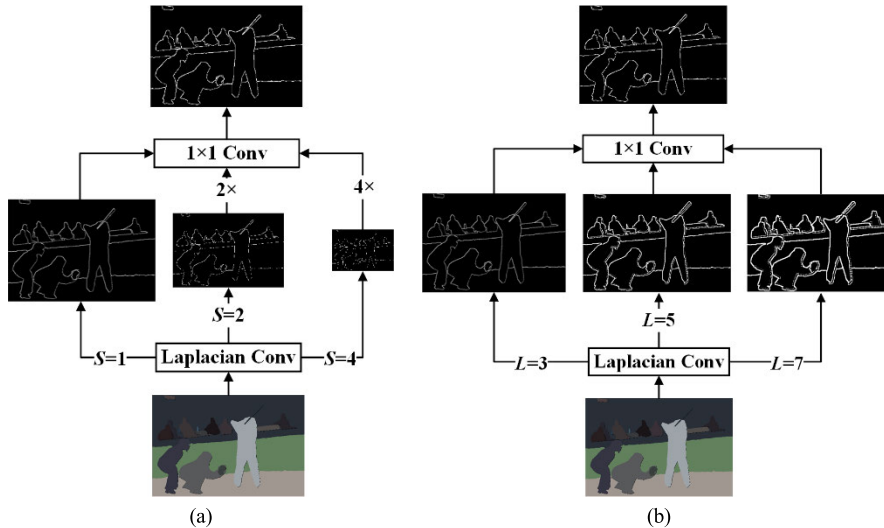 1×1 Conv
2×
4×
S=2
S=1
Laplacian Conv
S=4
(a)
1×1 Conv
L=5
L=3
Laplacian Conv
L=7
(b)